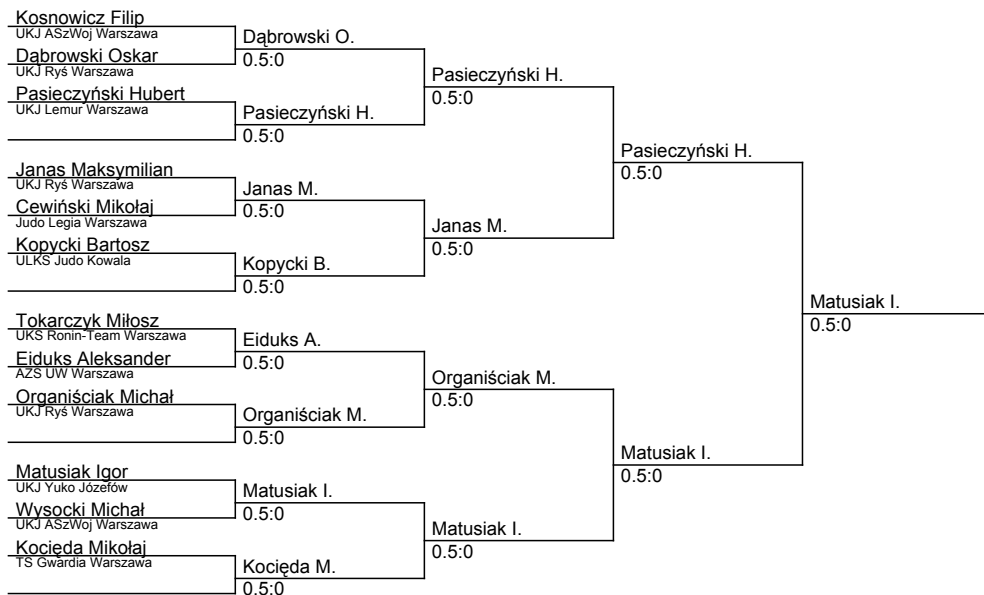 Kosnowicz Filip
UKJ ASzWoj Warszawa
Dąbrowski Oskar
UKJ Ryś Warszawa
Pasieczyński Hubert
UKJ Lemur Warszawa
Janas Maksymilian
UKJ Ryś Warszawa
Cewiński Mikołaj
Judo Legia Warszawa
Kopycki Bartosz
ULKS Judo Kowala
Tokarczyk Miłosz
UKS Ronin-Team Warszawa
Eiduks Aleksander
AZS UW Warszawa
Organiściak Michał
UKJ Ryś Warszawa
Matusiak Igor
UKJ Yuko Józefów
Wysocki Michał
UKJ ASzWoj Warszawa
Kocięda Mikołaj
TS Gwardia Warszawa
Dąbrowski O.
0.5:0
Pasieczyński H.
0.5:0
Janas M.
0.5:0
Kopycki B.
0.5:0
Eiduks A.
0.5:0
Organiściak M.
0.5:0
Matusiak I.
0.5:0
Kocięda M.
0.5:0
Pasieczyński H.
0.5:0
Janas M.
0.5:0
Organiściak M.
0.5:0
Matusiak I.
0.5:0
Pasieczyński H.
0.5:0
Matusiak I.
0.5:0
Matusiak I.
0.5:0